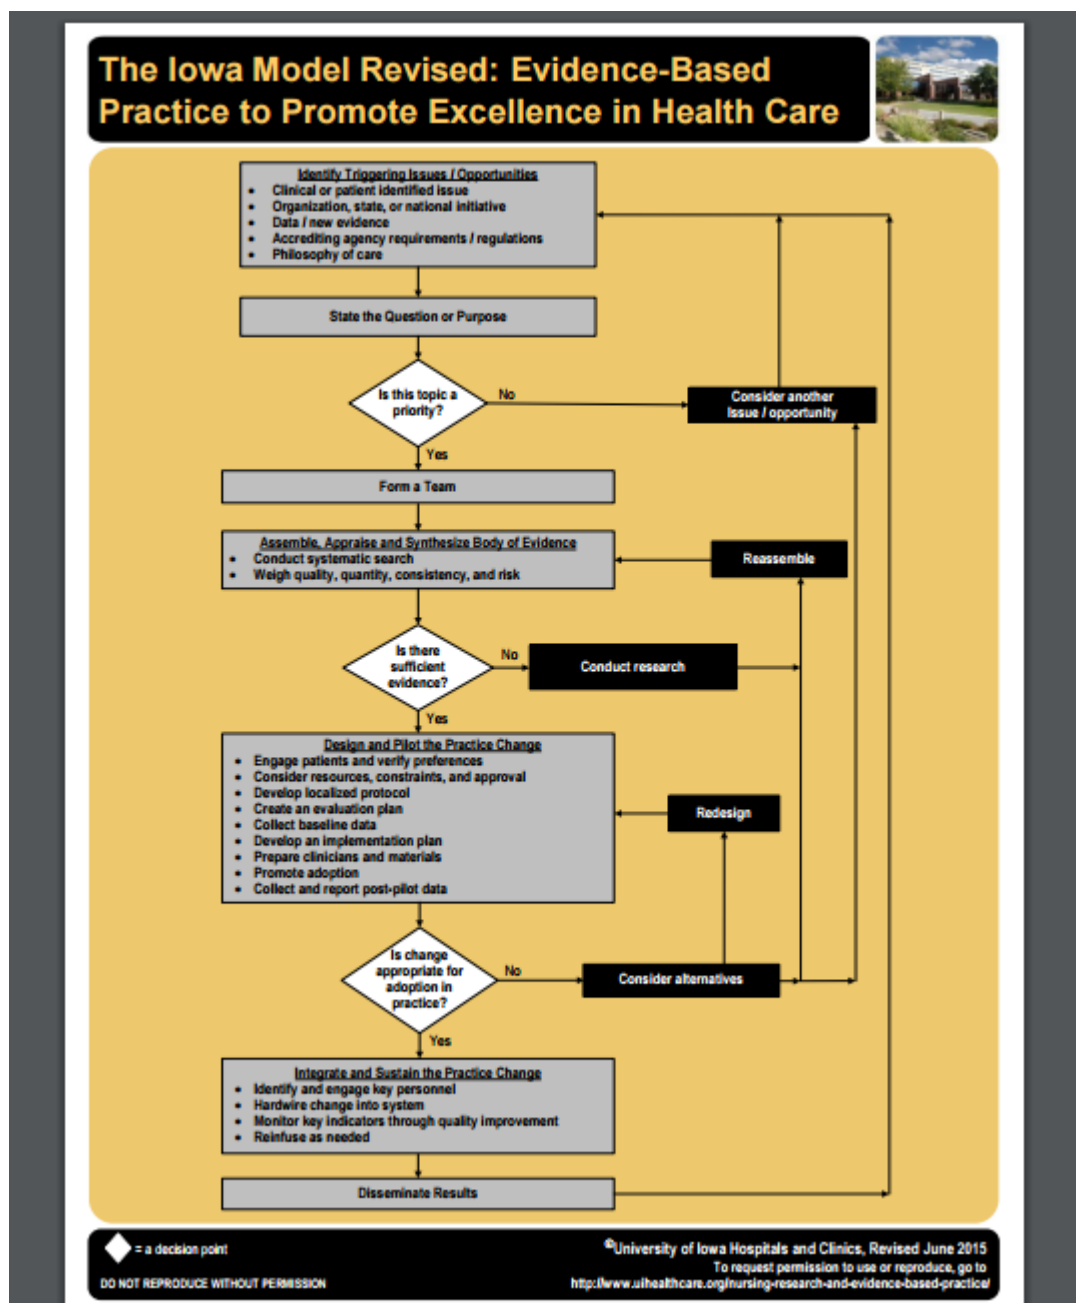 The Iowa Model Revised: Evidence-Based
Practice to Promote Excellence in Health Care
Identify Triggering Issues / Opportunities
• Clinical or patient identified issue
• Organization, state, or national initiative
• Data / new evidence
• Accrediting agency requirements / regulations
• Philosophy of care
State the Question or Purpose
Is this topic a
priority?
No
Consider another
Issue / opportunity
Yes
Form a Team
Assemble, Appraise and Synthesize Body of Evidence
• Conduct systematic search
• Weigh quality, quantity, consistency, and risk
Reassemble
Is there
sufficient
evidence?
No
Conduct research
Yes
Design and Pilot the Practice Change
• Engage patients and verify preferences
• Consider resources, constraints, and approval
• Develop localized protocol
• Create an evaluation plan
• Collect baseline data
• Develop an implementation plan
• Prepare clinicians and materials
• Promote adoption
• Collect and report post-pilot data
Redesign
Is change
appropriate for
adoption in
practice?
No
Consider alternatives
Yes
Integrate and Sustain the Practice Change
• Identify and engage key personnel
• Hardwire change into system
• Monitor key indicators through quality improvement
• Reinfuse as needed
Disseminate Results
= a decision point
DO NOT REPRODUCE WITHOUT PERMISSION
©University of Iowa Hospitals and Clinics, Revised June 2015
To request permission to use or reproduce, go to
http://www.uihealthcare.org/nursing-research-and-evidence-based-practice/